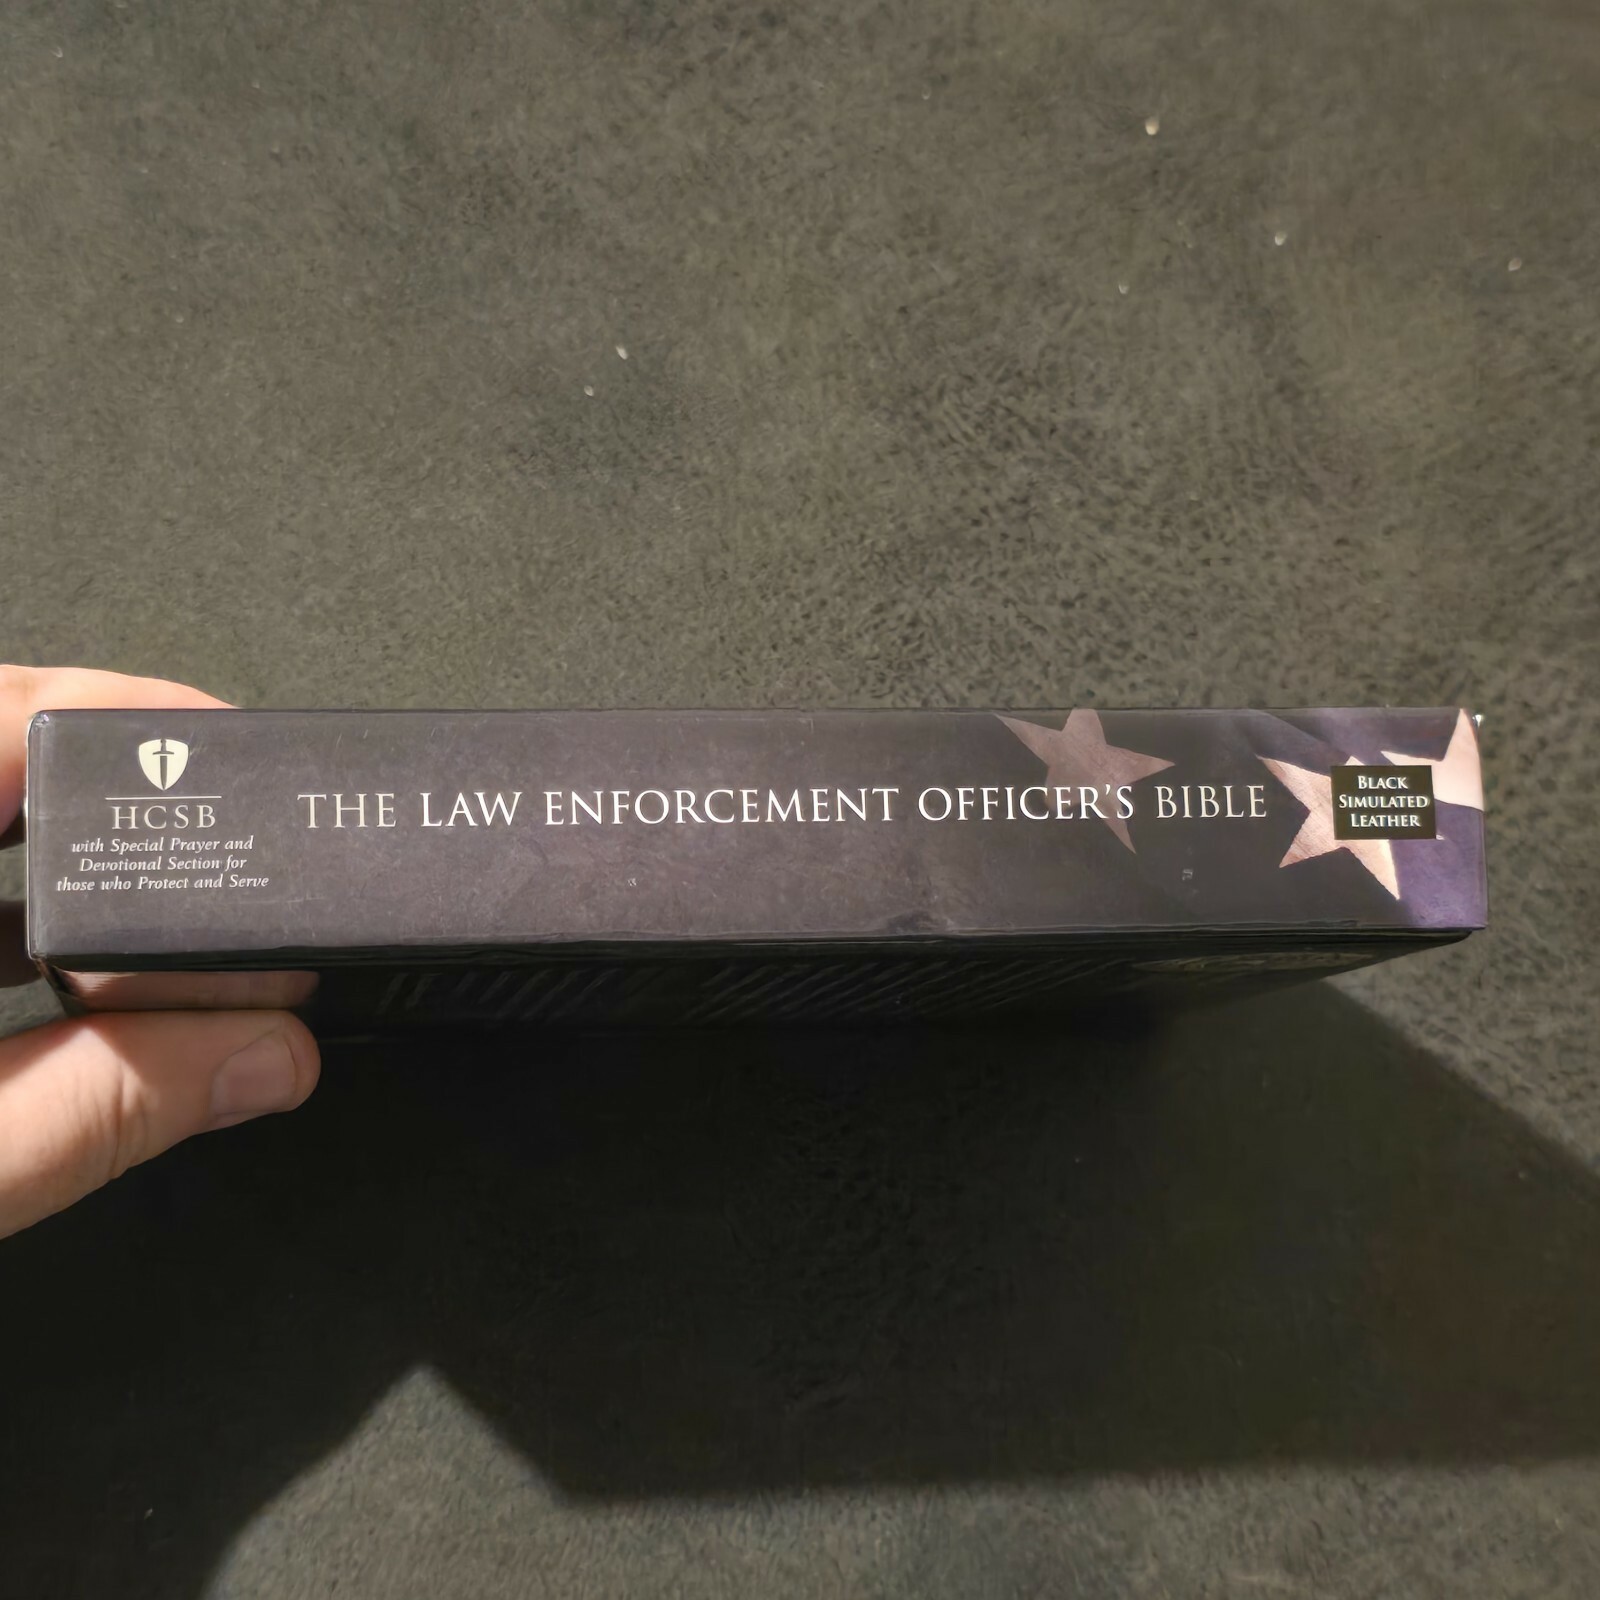 HCSB
with Special Prayer and
Devotional Section for
those who Protect and Serve
THE LAW ENFORCEMENT OFFICER'S BIBLE
BLACK
SIMULATED
LEATHER